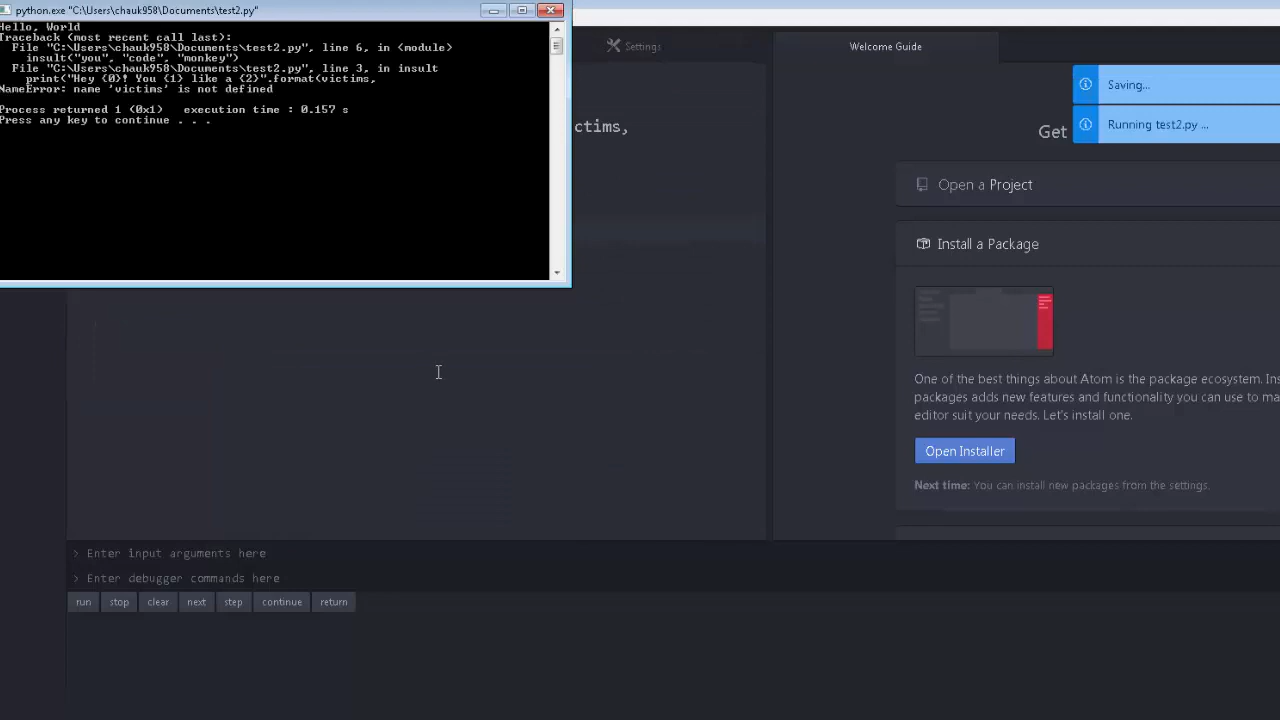 python.exe "C:\Users\chauk958\Documents\test2.py"
Hello, World
Traceback (most recent call last):
File "C:\Users\chauk958\Documents\test2.py", line 6, in <module>
insult("you", "code", "monkey")
File "C:\Users\chauk958\Documents\test2.py", line 3, in insult
print("Hey {0}! You {1} like a {2}".format(victims,
NameError: name 'victims' is not defined
Process returned 1 (0x1)   execution time : 0.157 s
Press any key to continue . . .
Settings
ctims,
Welcome Guide
Saving...
Running test2.py ...
Get
Open a Project
Install a Package
One of the best things about Atom is the package ecosystem.
packages adds new features and functionality you can use to
editor suit your needs. Let's install one.
Open Installer
Next time: You can install new packages from the settings.
> Enter input arguments here
> Enter debugger commands here
run stop clear next step continue return